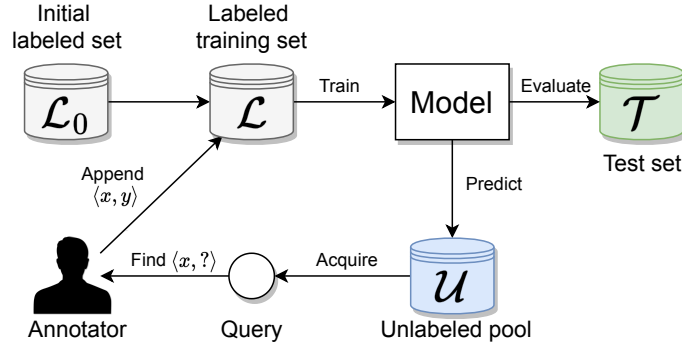 Initial
labeled set
Labeled
training set
ℒ₀
ℒ
Train
Model
Evaluate
𝒯
Test set
Append
⟨x, y⟩
Predict
Find ⟨x, ?⟩
Acquire
𝒰
Annotator
Query
Unlabeled pool